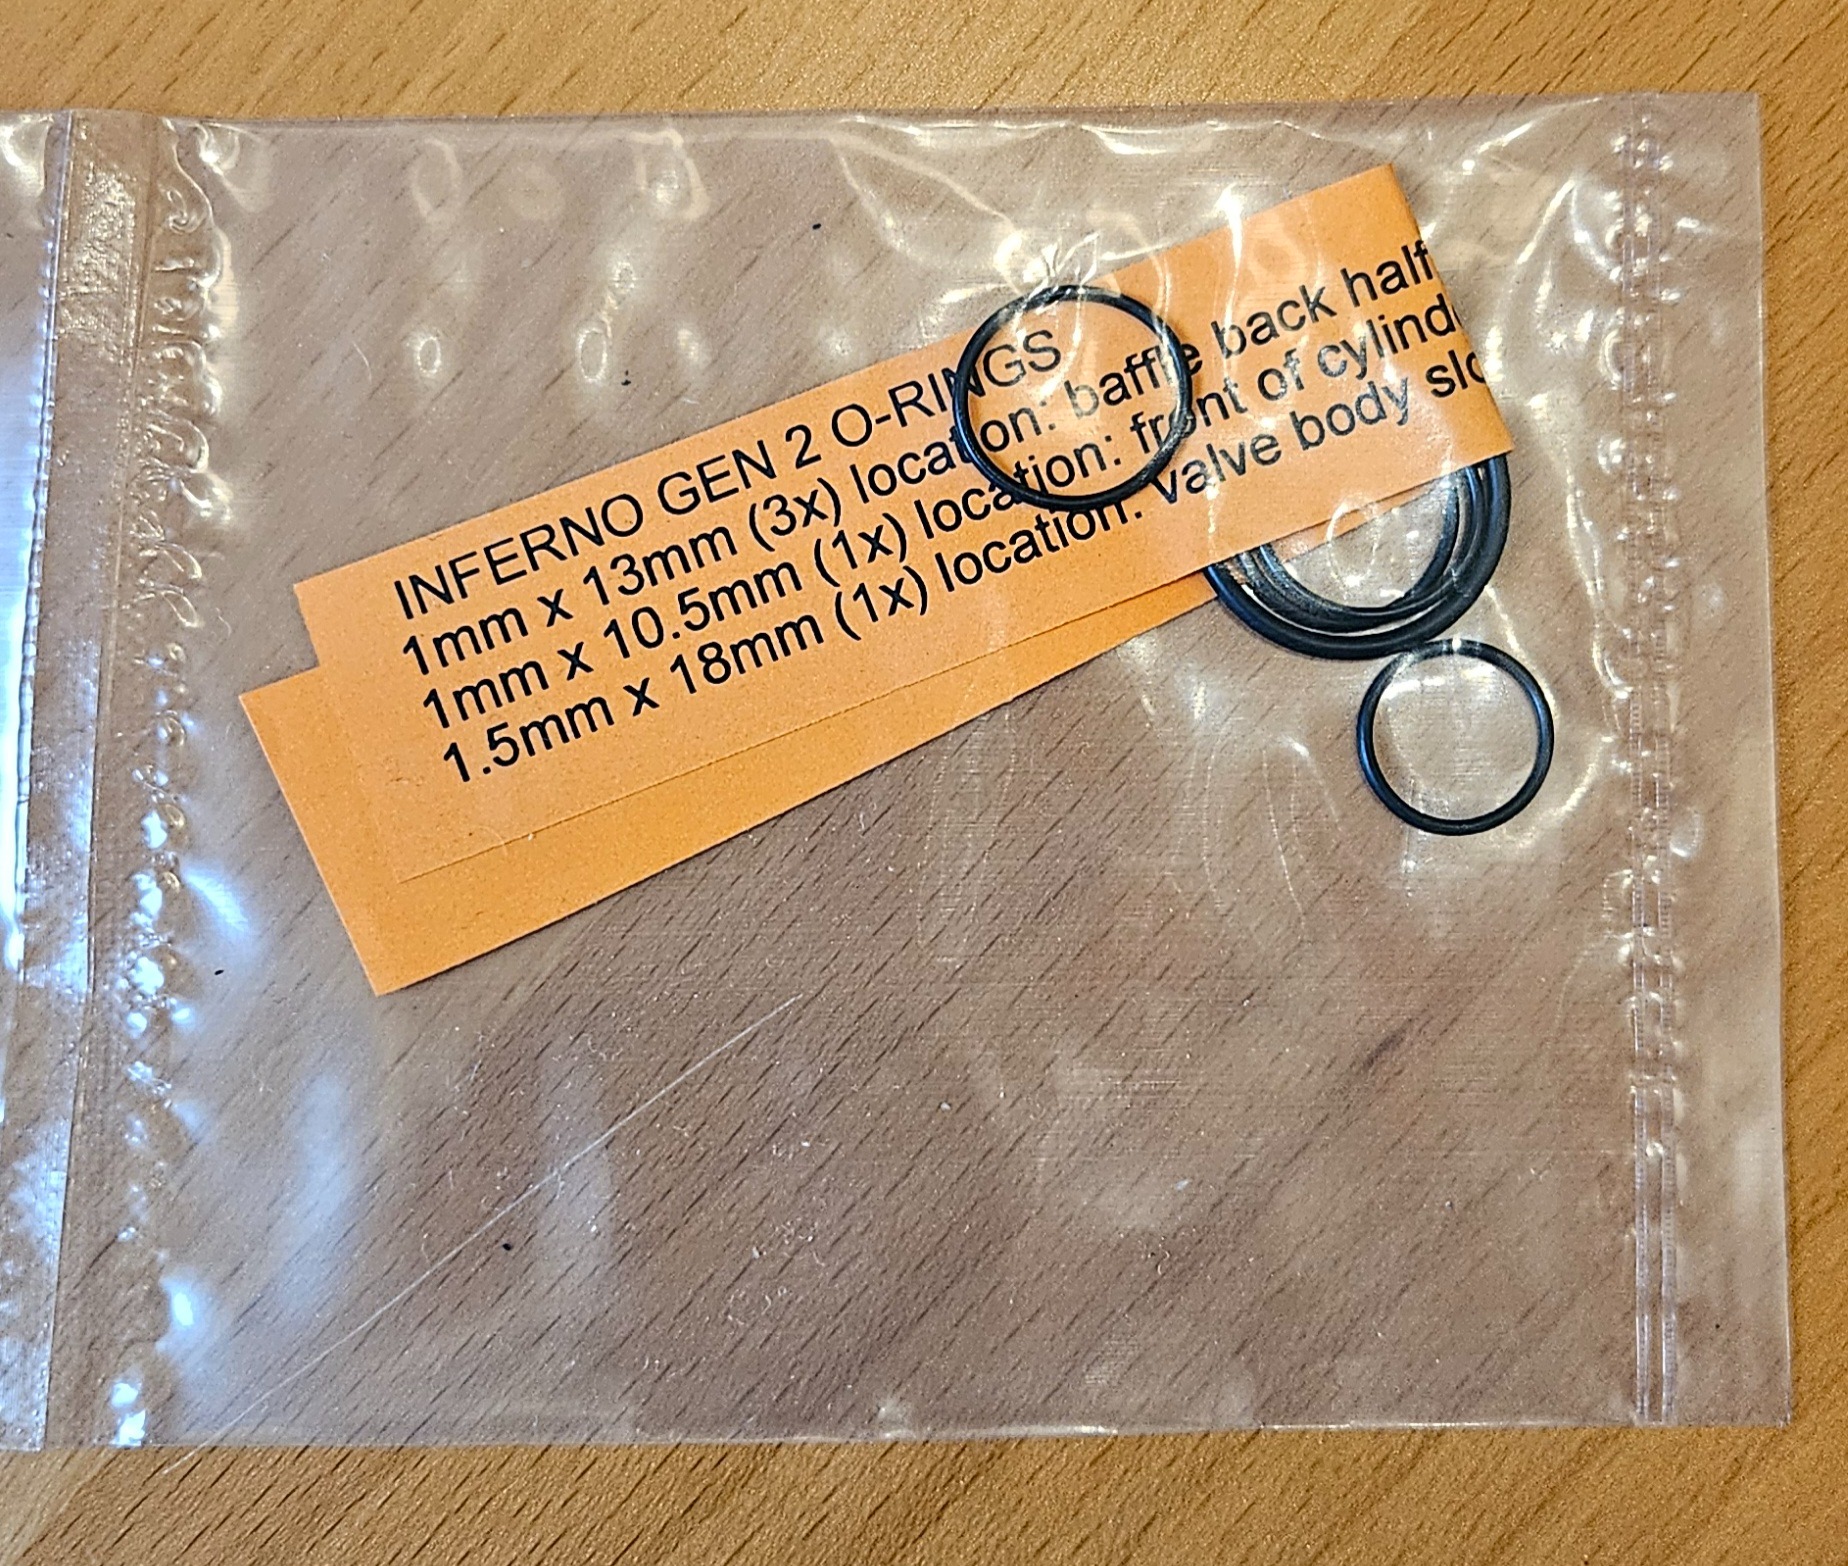 INFERNO GEN 2 O-RINGS
1mm x 13mm (3x) location: baffle back half
1mm x 10.5mm (1x) location: front of
1.5mm x 18mm (1x) location: valve body